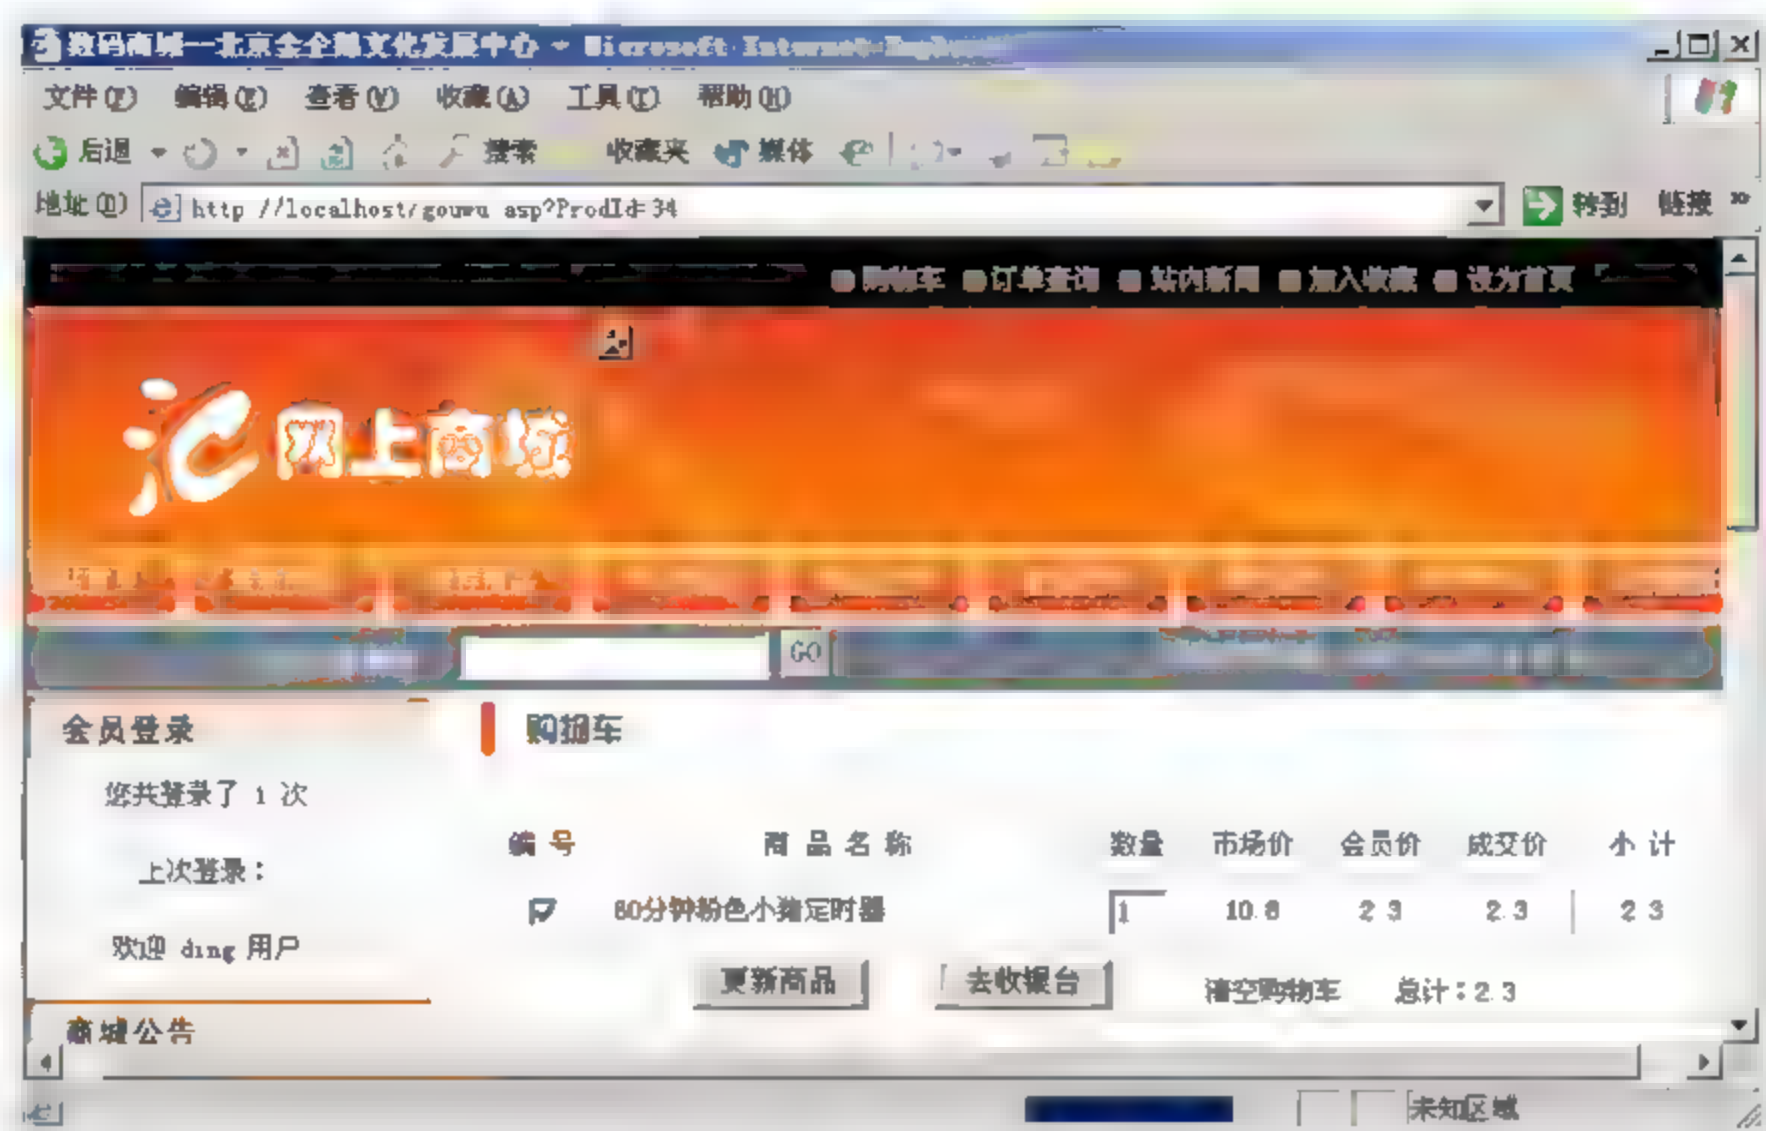 数码商城--北京金企鹅文化发展中心 - Microsoft Internet
文件(F) 编辑(E) 查看(V) 收藏(A) 工具(T) 帮助(H)
后退 搜索 收藏夹 媒体
地址(D) http //localhost/gouwu asp?ProdId=34 转到 链接 »
购物车 订单查询 站内新闻 加入收藏 设为首页
网上商城
GO
会员登录
您共登录了 1 次
上次登录：
欢迎 ding 用户
商城公告
购物车
编号 商品名称 数量 市场价 会员价 成交价 小计
60分钟粉色小猪定时器 1 10.8 2 3 2.3 2 3
更新商品 去收银台 清空购物车 总计：2.3
未知区域